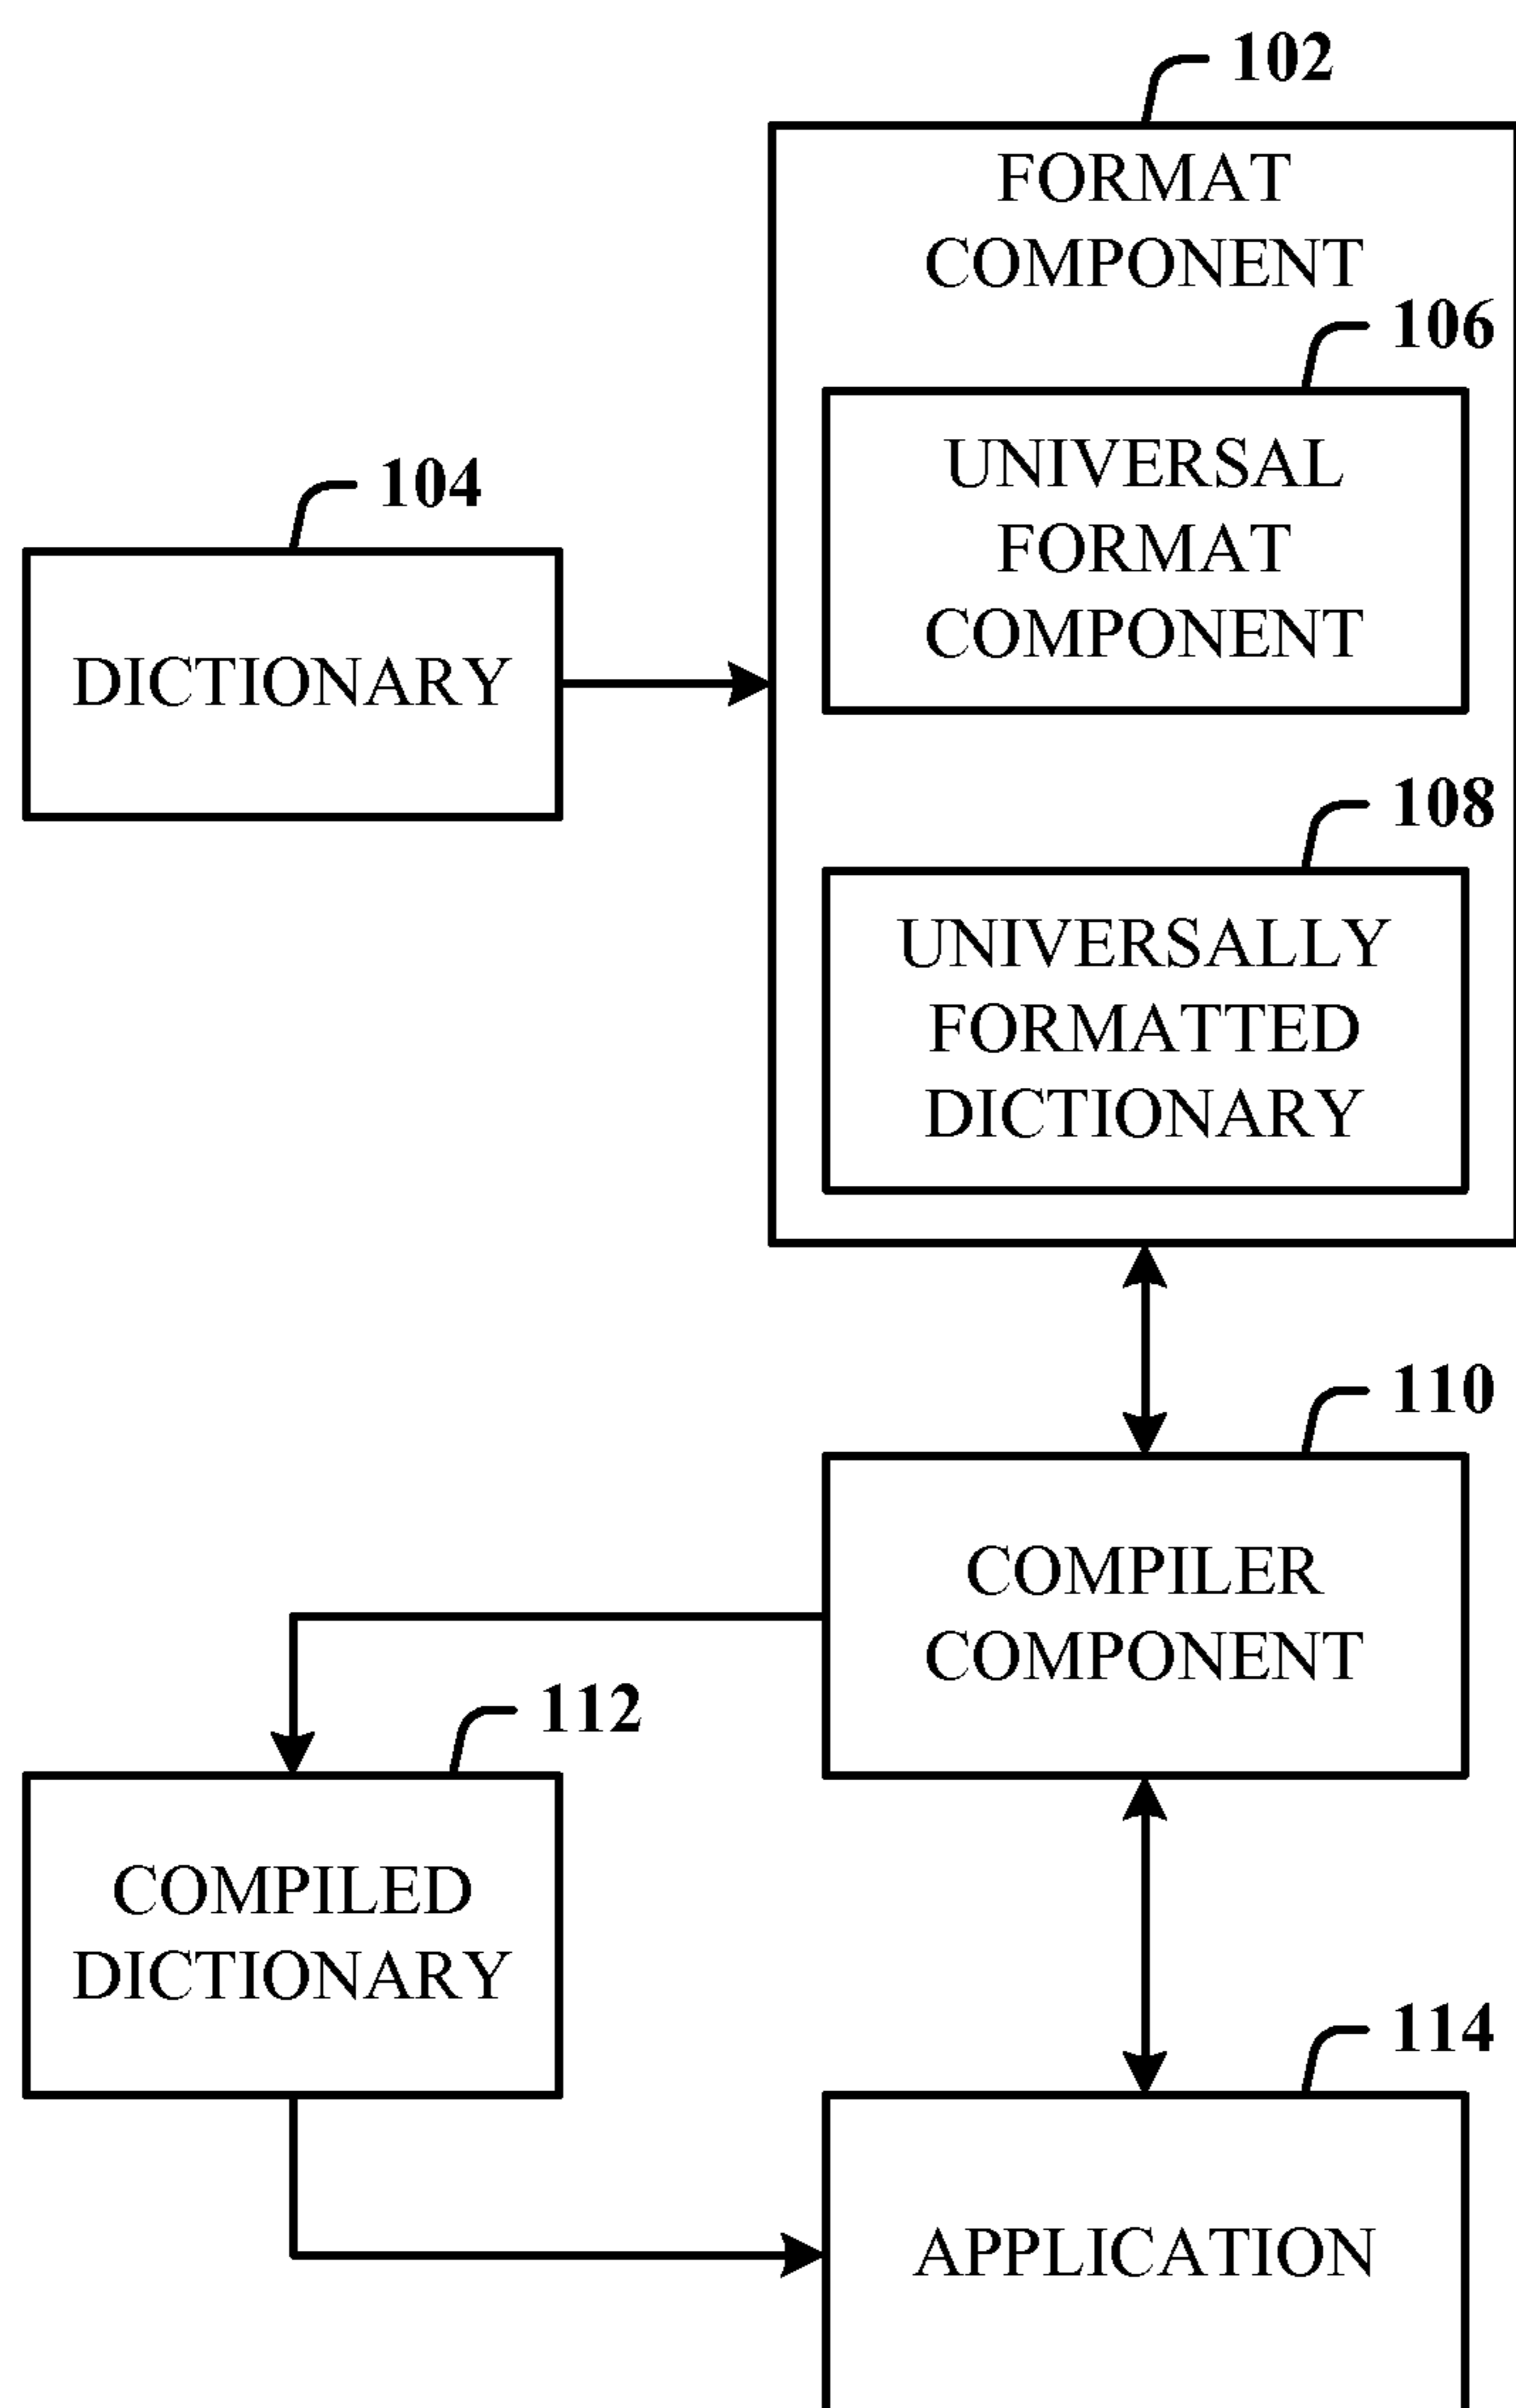 102
FORMAT
COMPONENT
106
UNIVERSAL
FORMAT
COMPONENT
104
DICTIONARY
108
UNIVERSALLY
FORMATTED
DICTIONARY
110
COMPILER
COMPONENT
112
COMPILED
DICTIONARY
114
APPLICATION